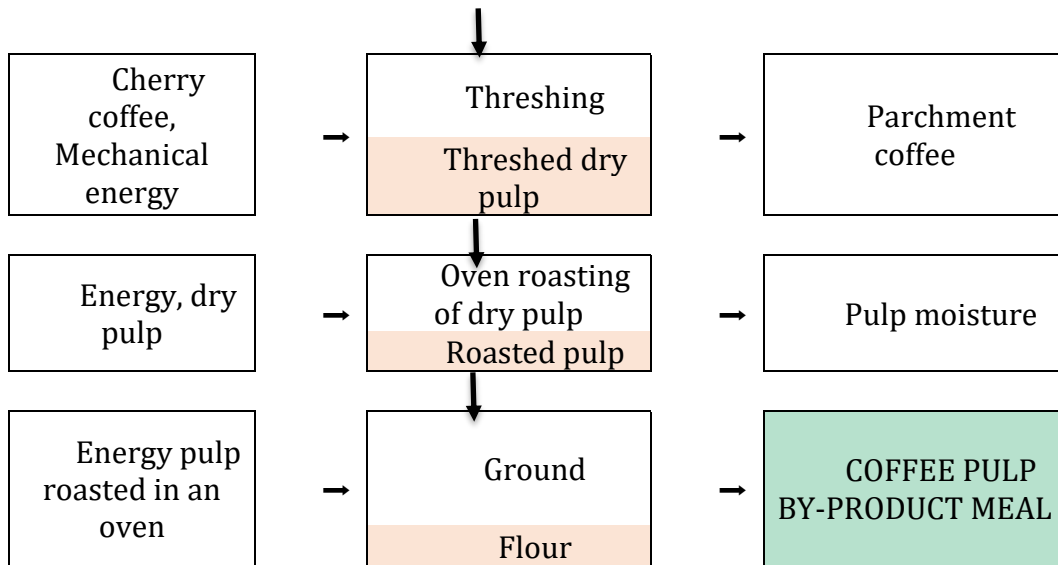 Cherry
coffee,
Mechanical
energy
Threshing
Threshed dry
pulp
Parchment
coffee
Energy, dry
pulp
Oven roasting
of dry pulp
Roasted pulp
Pulp moisture
Energy pulp
roasted in an
oven
Ground
Flour
COFFEE PULP
BY-PRODUCT MEAL